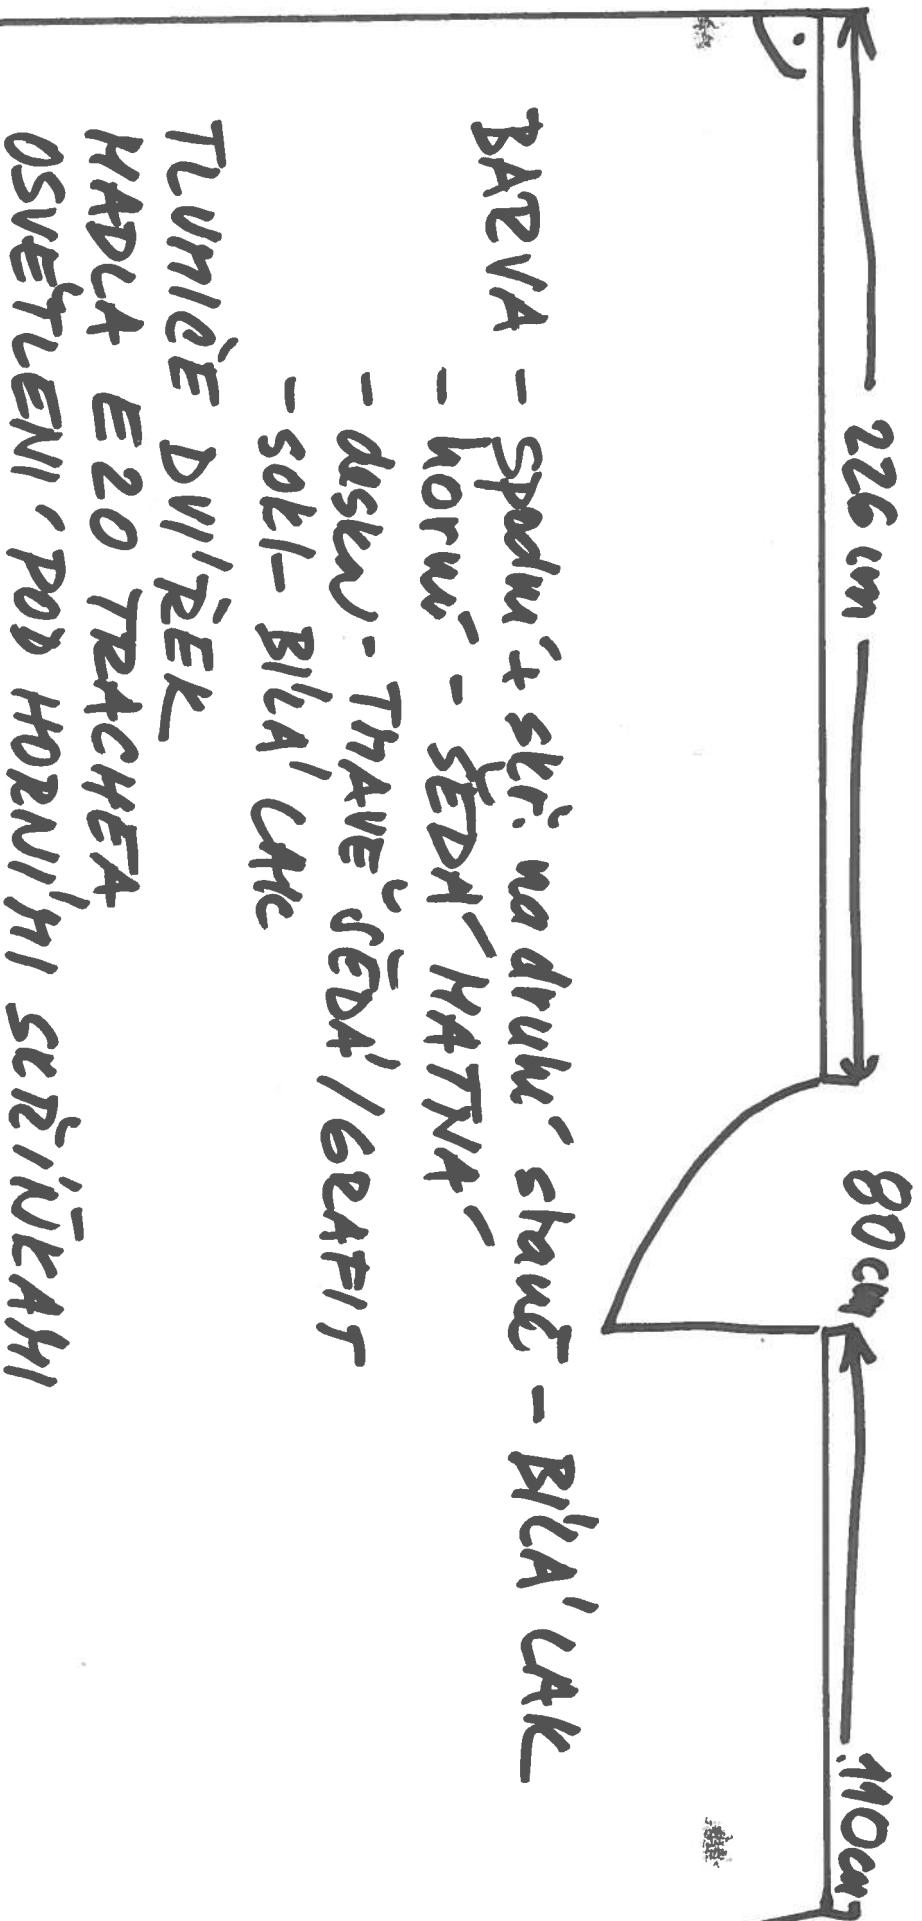 226 cm
80 cm
110 cm
BARVA - spodní + skř. na druhé straně - BÍLÁ LAK
- horní - ŠEDÁ MATNÁ
- desky - TMAVĚ ŠEDÁ / GRAFIT
- sokl - BÍLÁ LAK
TLUMIČE DVÍŘEK
MADLA E20 TRACHEA
OSVĚTLENÍ POD HORNÍMI SKŘÍŇKAMI